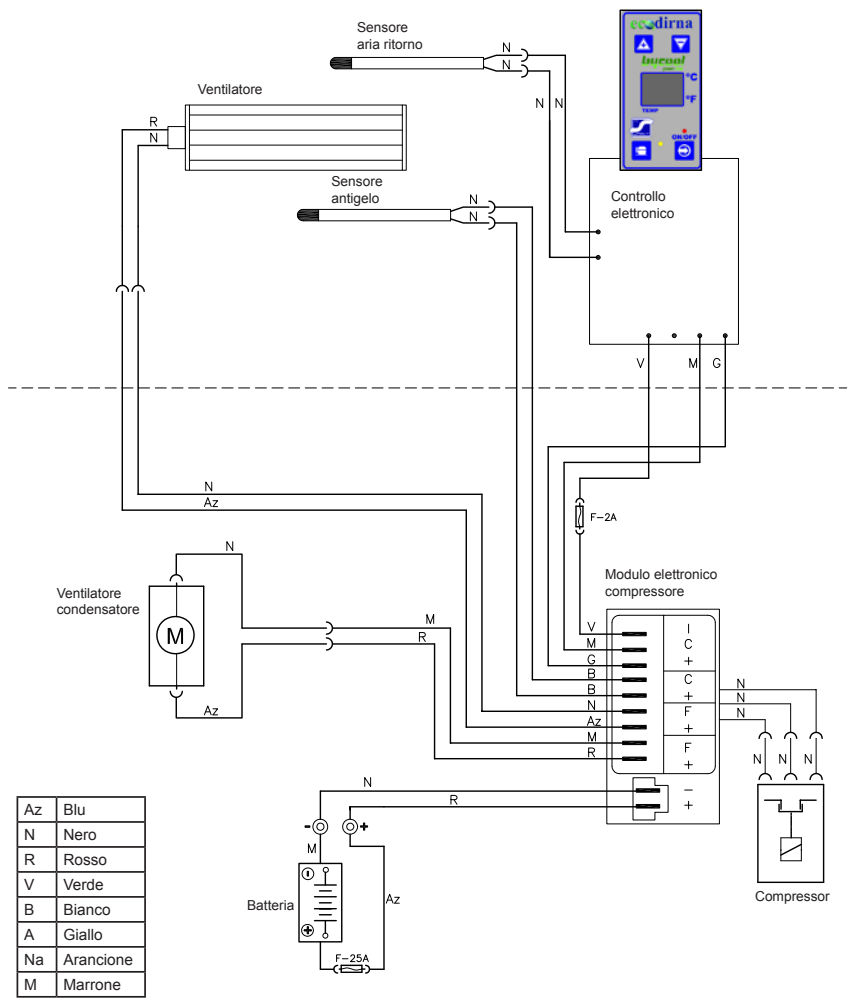 Sensore
aria ritorno
N
N
N N
ecodirna
°C
°F
TEMP
ON/OFF
Ventilatore
R
N
Sensore
antigelo
N
N
Controllo
elettronico
V M G
N
Az
F-2A
N
Ventilatore
condensatore
M
Az
M
R
Modulo elettronico
compressore
V I
M C
G +
B C
B +
N F
Az +
M F
R +
N
N
N
N N N
N -
R +
- +
M
Az
Batteria
F-25A
Compressor
Az Blu
N Nero
R Rosso
V Verde
B Bianco
A Giallo
Na Arancione
M Marrone